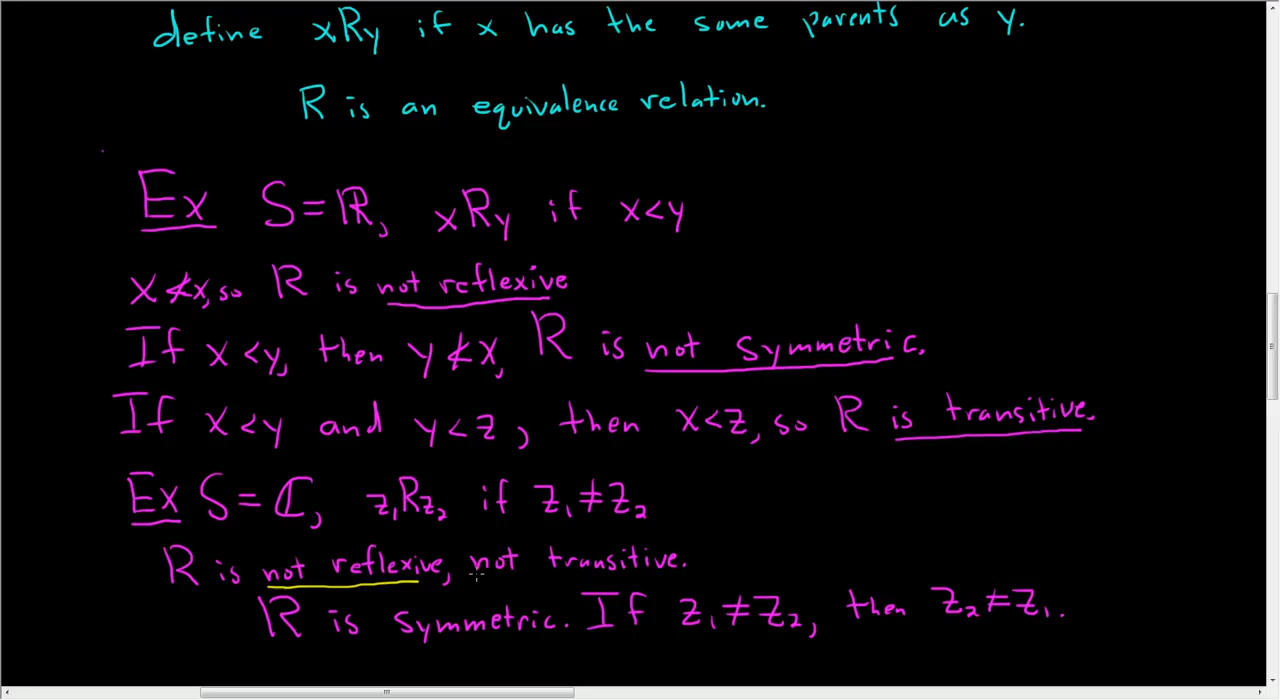 define xRy if x has the same parents as y.
R is an equivalence relation.
Ex S=ℝ, xRy if x<y
x≮x, so R is not reflexive
If x<y, then y≮x, R is not symmetric.
If x<y and y<z, then x<z, so R is transitive.
Ex S=ℂ, z₁Rz₂ if z₁≠z₂
R is not reflexive, not transitive.
R is symmetric. If z₁≠z₂, then z₂≠z₁.